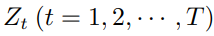 Z_t (t = 1, 2, ⋯ , T)